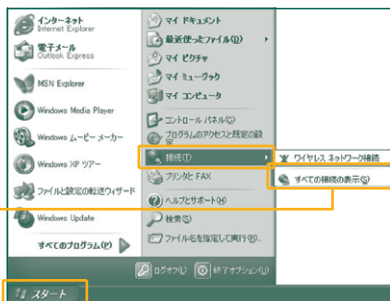 インターネット
Internet Explorer
電子メール
Outlook Express
MSN Explorer
Windows Media Player
Windows ムービー メーカー
Windows XP ツアー
ファイルと設定の転送ウィザード
Windows Update
すべてのプログラム(P)
マイ ドキュメント
最近使ったファイル(D)
マイ ピクチャ
マイ ミュージック
マイ コンピュータ
コントロール パネル(C)
プログラムのアクセスと既定の設
定
接続(T)
プリンタと FAX
ヘルプとサポート(H)
検索(S)
ファイル名を指定して実行(R)...
ワイヤレス ネットワーク接続
すべての接続の表示(S)
ログオフ(L)
終了オプション(U)
スタート